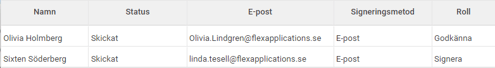 Namn Status E-post Signeringsmetod Roll
Olivia Holmberg Skickat Olivia.Lindgren@flexapplications.se E-post Godkänna
Sixten Söderberg Skickat linda.tesell@flexapplications.se E-post Signera